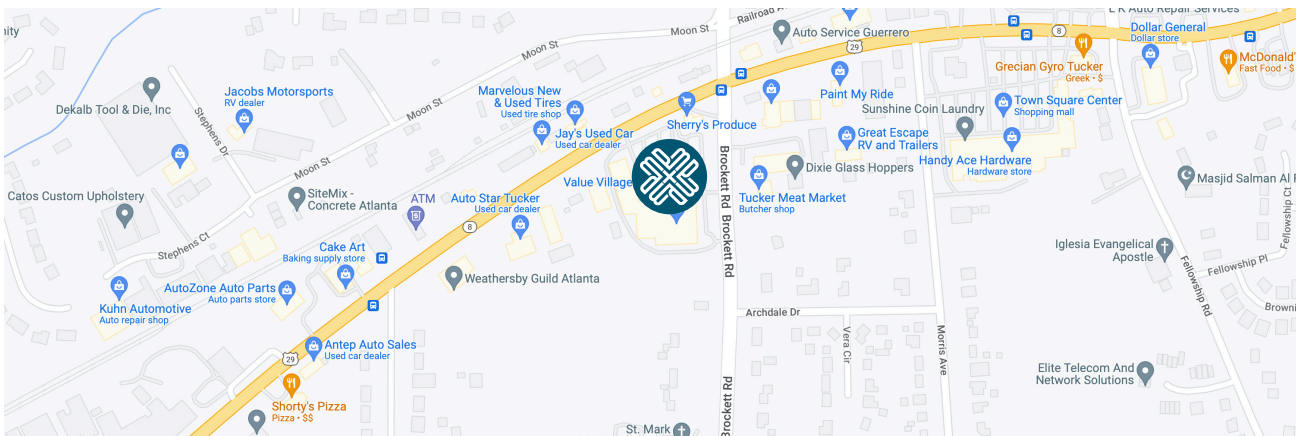 L R Auto Repair Services
Railroad A
nity
Moon St
Moon St
Auto Service Guerrero
29
8
Dollar General
Dollar store
McDonald'
Fast Food • $
Grecian Gyro Tucker
Greek • $
Dekalb Tool & Die, Inc
Jacobs Motorsports
RV dealer
Moon St
Marvelous New
& Used Tires
Used tire shop
Paint My Ride
Sunshine Coin Laundry
Town Square Center
Shopping mall
Stephens Dr
Jay's Used Car
Used car dealer
Sherry's Produce
Great Escape
RV and Trailers
Handy Ace Hardware
Hardware store
Moon St
Dixie Glass Hoppers
Masjid Salman Al F
Value Village
Catos Custom Upholstery
SiteMix -
Concrete Atlanta
ATM
Auto Star Tucker
Used car dealer
Brockett Rd
Brockett Rd
Tucker Meat Market
Butcher shop
Fellowship Ct
8
Stephens Ct
Cake Art
Baking supply store
Iglesia Evangelical
Apostle
Fellowship Pl
Weathersby Guild Atlanta
AutoZone Auto Parts
Auto parts store
Kuhn Automotive
Auto repair shop
Fellowship Rd
Archdale Dr
Browni
Vera Cir
Morris Ave
Antep Auto Sales
Used car dealer
29
Elite Telecom And
Network Solutions
Shorty's Pizza
Pizza • $$
Brockett Rd
St. Mark